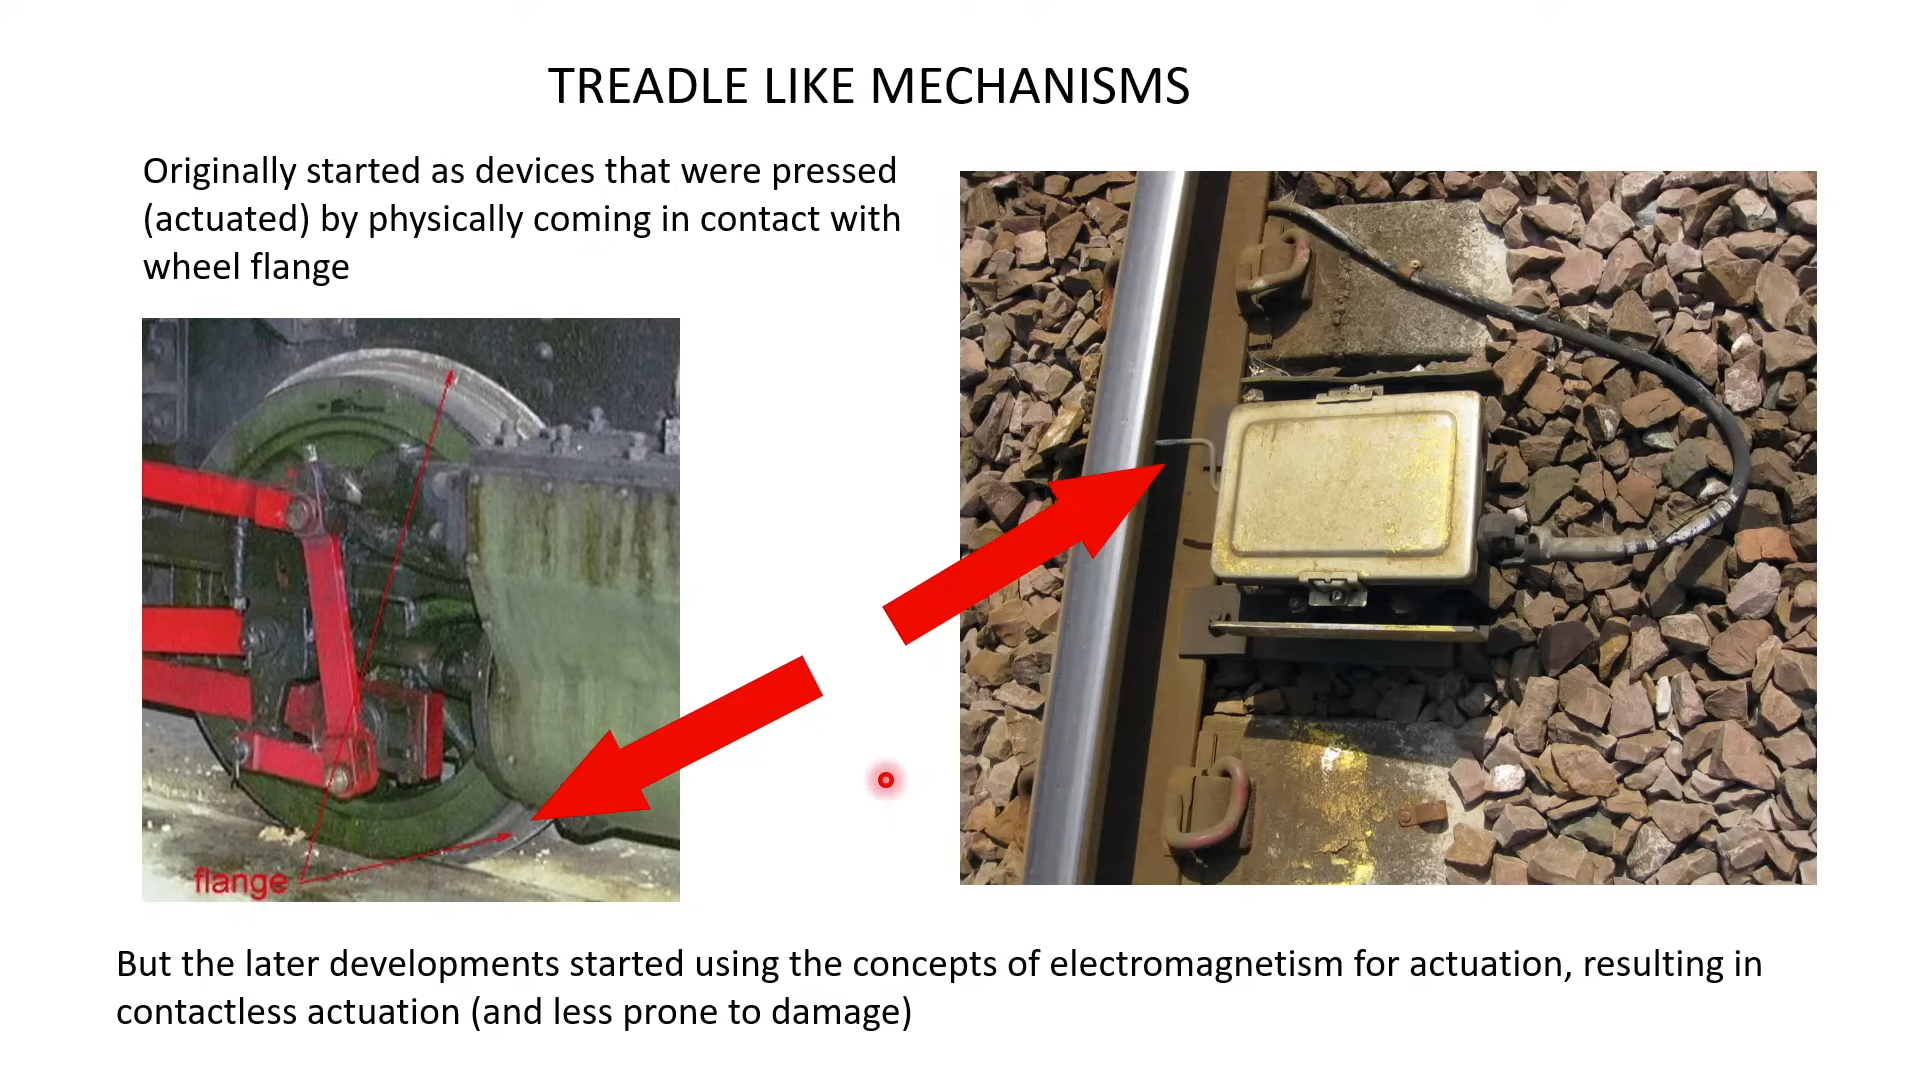 TREADLE LIKE MECHANISMS
Originally started as devices that were pressed
(actuated) by physically coming in contact with
wheel flange
flange
But the later developments started using the concepts of electromagnetism for actuation, resulting in
contactless actuation (and less prone to damage)